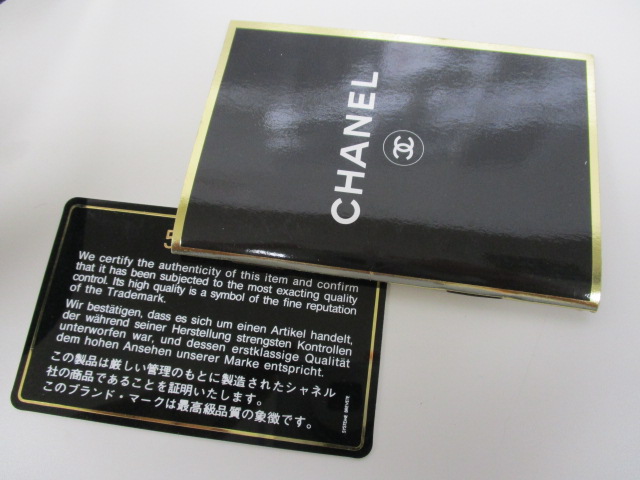 CHANEL
We certify the authenticity of this item and confirm
that it has been subjected to the most exacting quality
control. Its high quality is a symbol of the fine reputation
of the Trademark.
Wir bestätigen, dass es sich um einen Artikel handelt,
der während seiner Herstellung strengsten Kontrollen
unterworfen war, und dessen erstklassige Qualität
dem hohen Ansehen unserer Marke entspricht.
この製品は厳しい管理のもとに製造されたシャネル
社の商品であることを証明いたします。
このブランド・マークは最高級品質の象徴です。